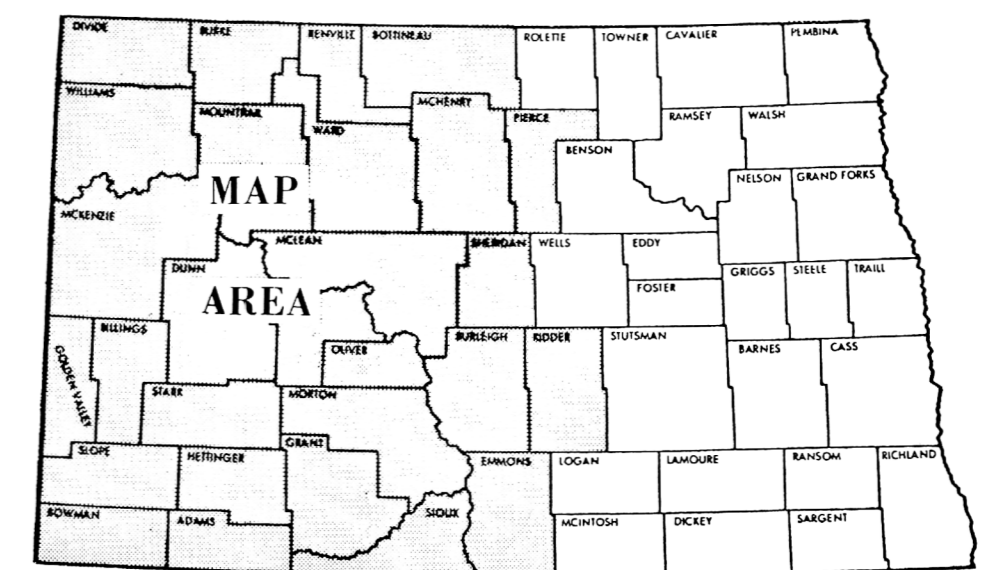 DIVIDE
BURKE
RENVILLE
BOTTINEAU
ROLETTE
TOWNER
CAVALIER
PEMBINA
WILLIAMS
MOUNTRAIL
WARD
MCHENRY
PIERCE
BENSON
RAMSEY
WALSH
NELSON
GRAND FORKS
MAP
MCKENZIE
MCLEAN
SHERIDAN
WELLS
EDDY
DUNN
AREA
FOSTER
GRIGGS
STEELE
TRAILL
GOLDEN VALLEY
BILLINGS
OLIVER
BURLEIGH
KIDDER
STUTSMAN
BARNES
CASS
STARK
MORTON
GRANT
SLOPE
HETTINGER
EMMONS
LOGAN
LAMOURE
RANSOM
RICHLAND
BOWMAN
ADAMS
SIOUX
MCINTOSH
DICKEY
SARGENT